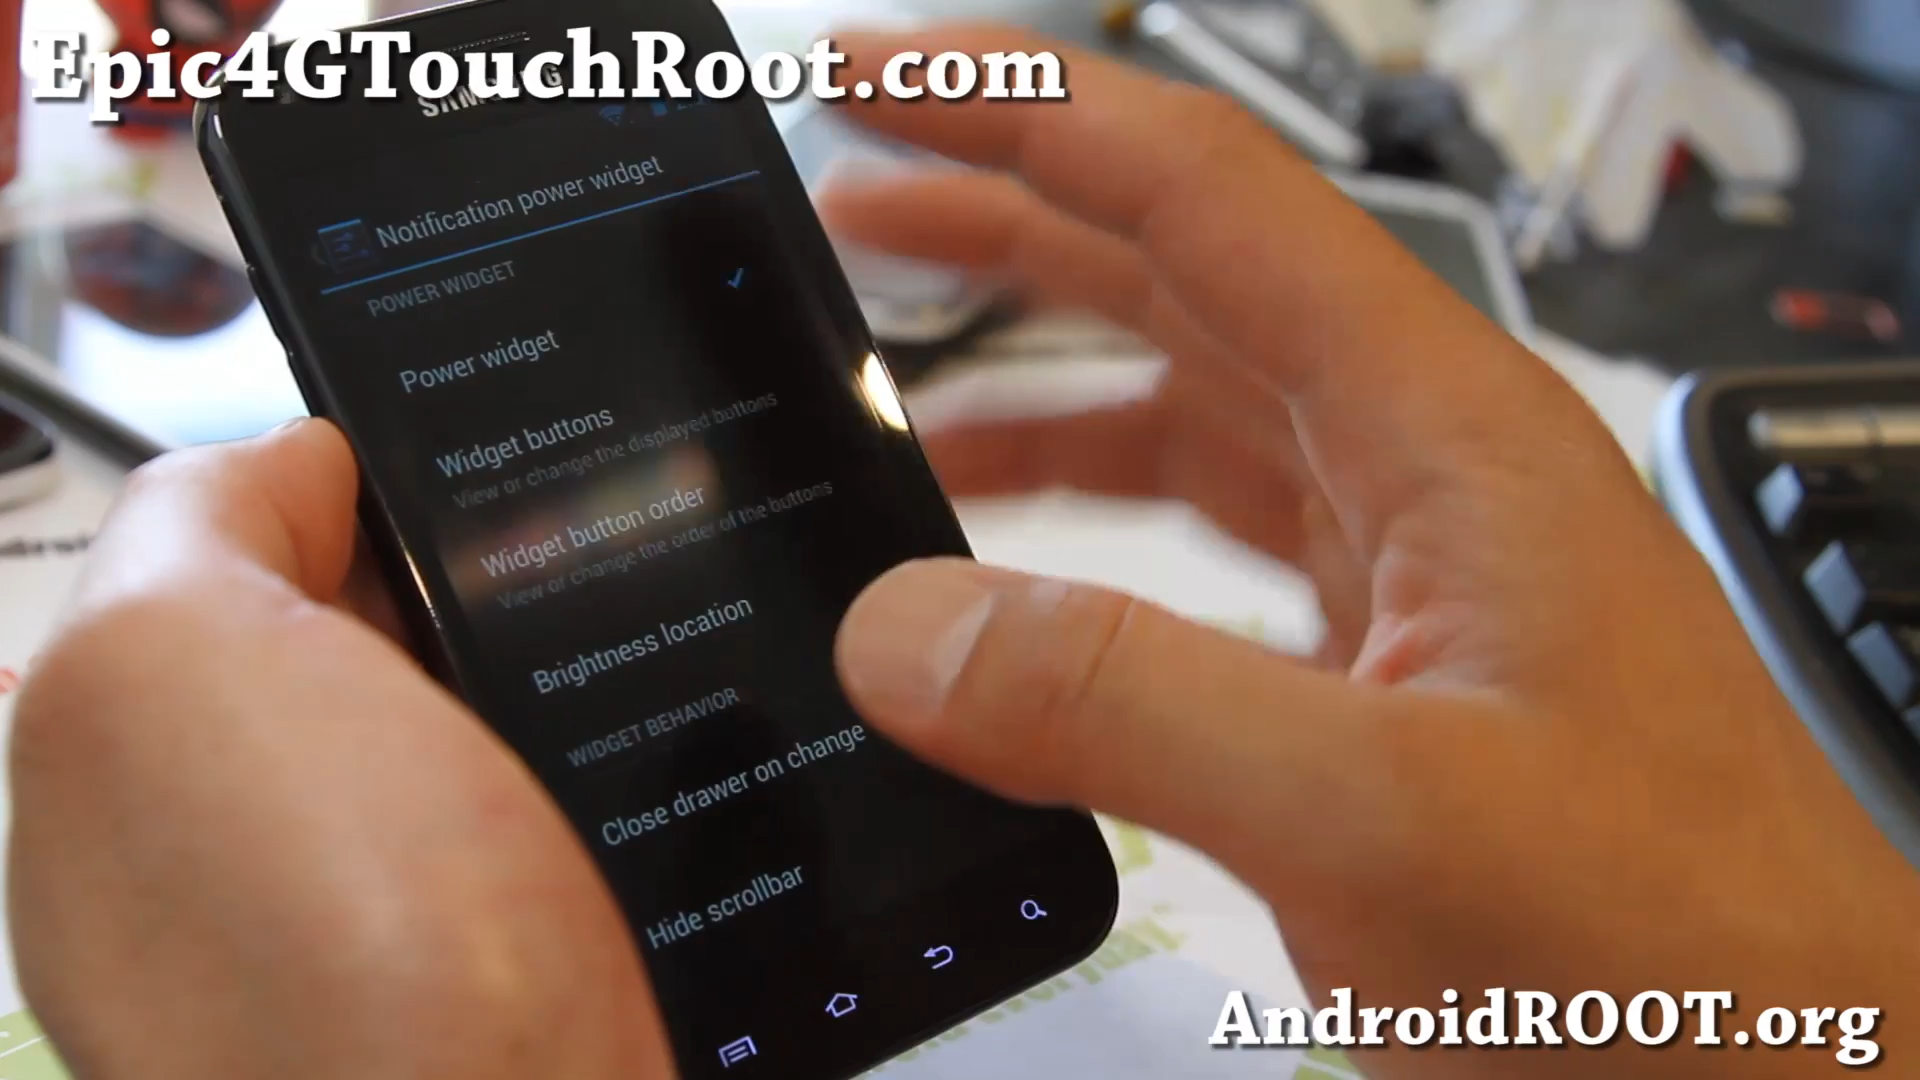 Epic4GTouchRoot.com
SAMSUNG
Notification power widget
POWER WIDGET
Power widget
Widget buttons
View or change the displayed buttons
Widget button order
View or change the order of the buttons
Brightness location
WIDGET BEHAVIOR
Close drawer on change
Hide scrollbar
AndroidROOT.org